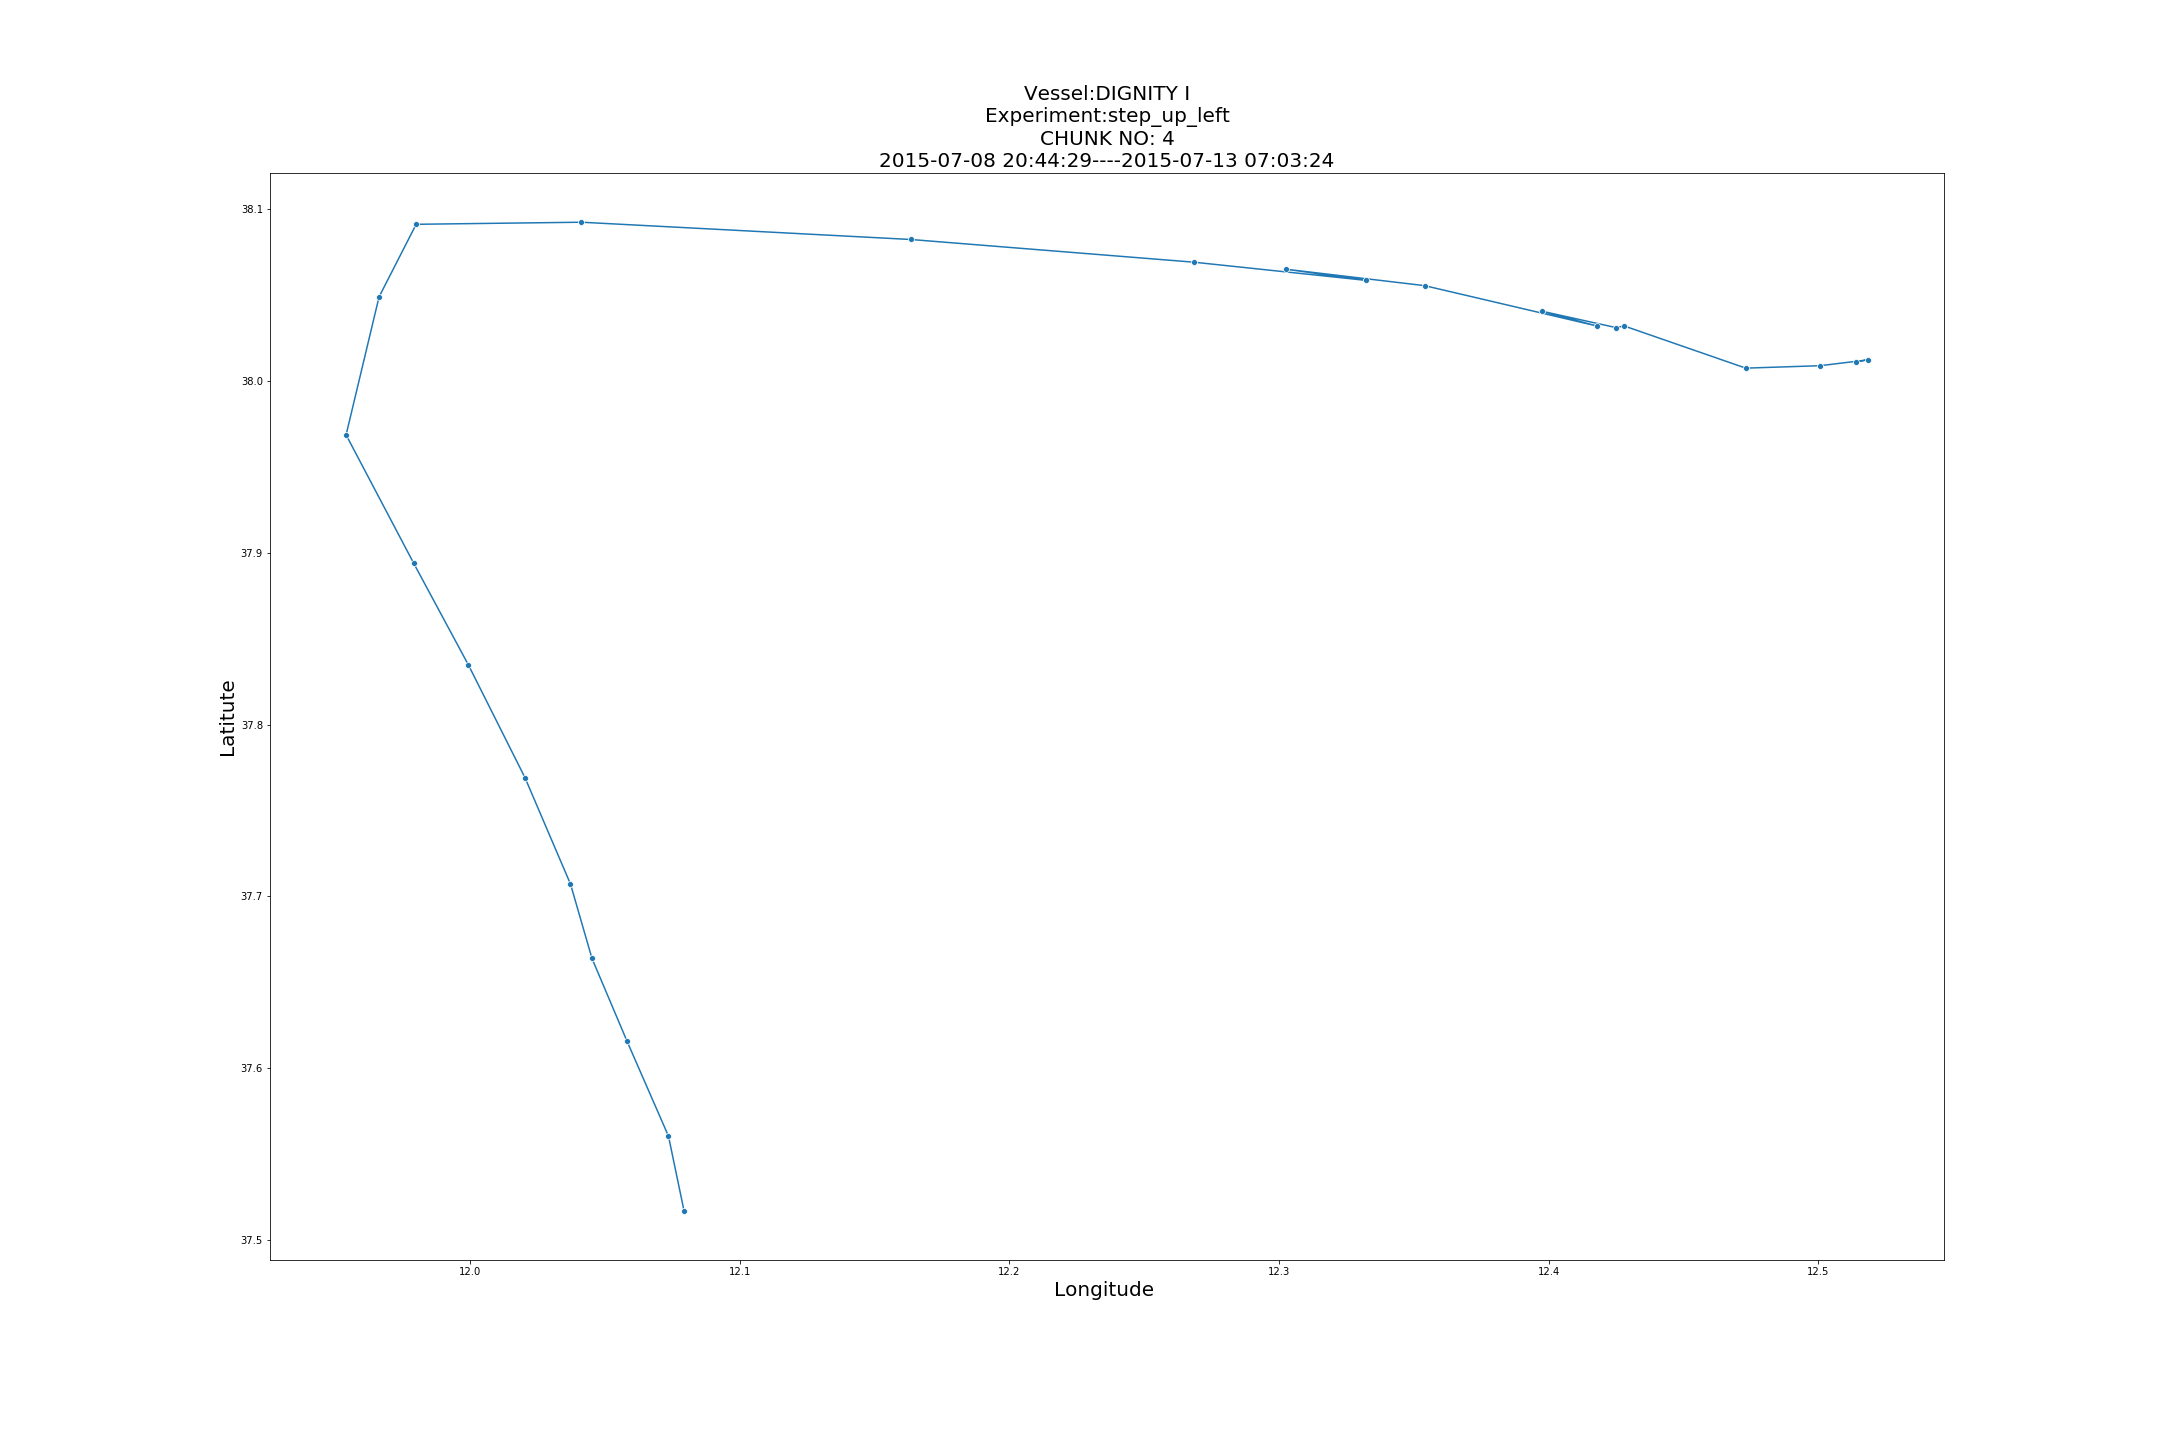 Vessel:DIGNITY I
Experiment:step_up_left
CHUNK NO: 4
2015-07-08 20:44:29----2015-07-13 07:03:24
38.1
38.0
37.9
37.8
37.7
37.6
37.5
Latitute
12.0 12.1 12.2 12.3 12.4 12.5
Longitude